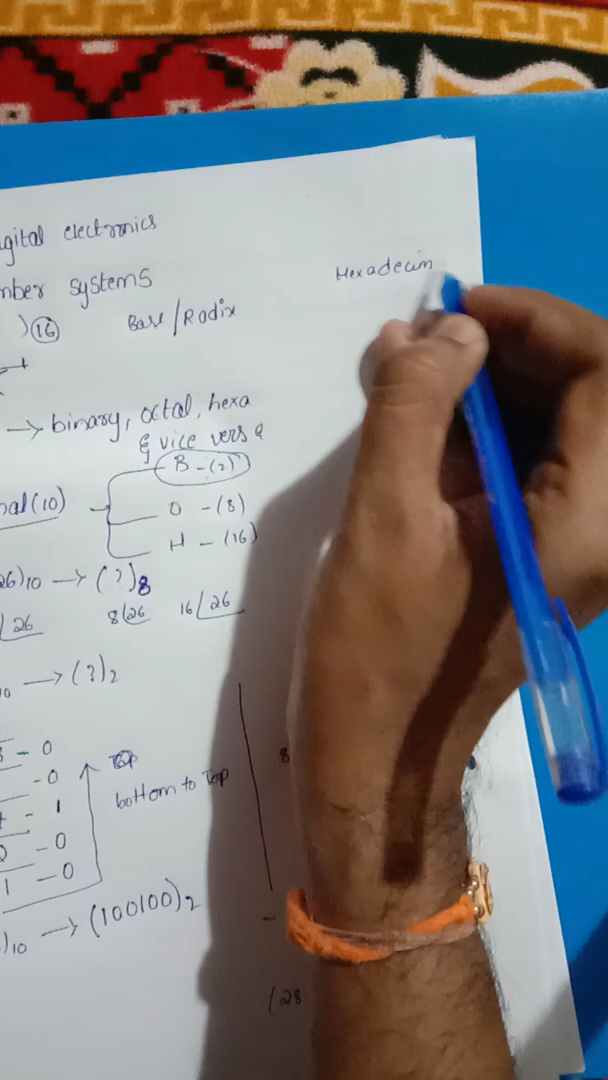 gital electronics
mber systems
Hexadecim
)16 Base/Radix
→ binary, octal, hexa
& vice versa
B - (2)
nal(10)
O - (8)
H - (16)
26)10 → (?)8
26 8 26 16 26
10 → (?)2
8 - 0
- 0
Top
- 1
bottom to Top
- 0
1 - 0
)10 → (100100)2
(28